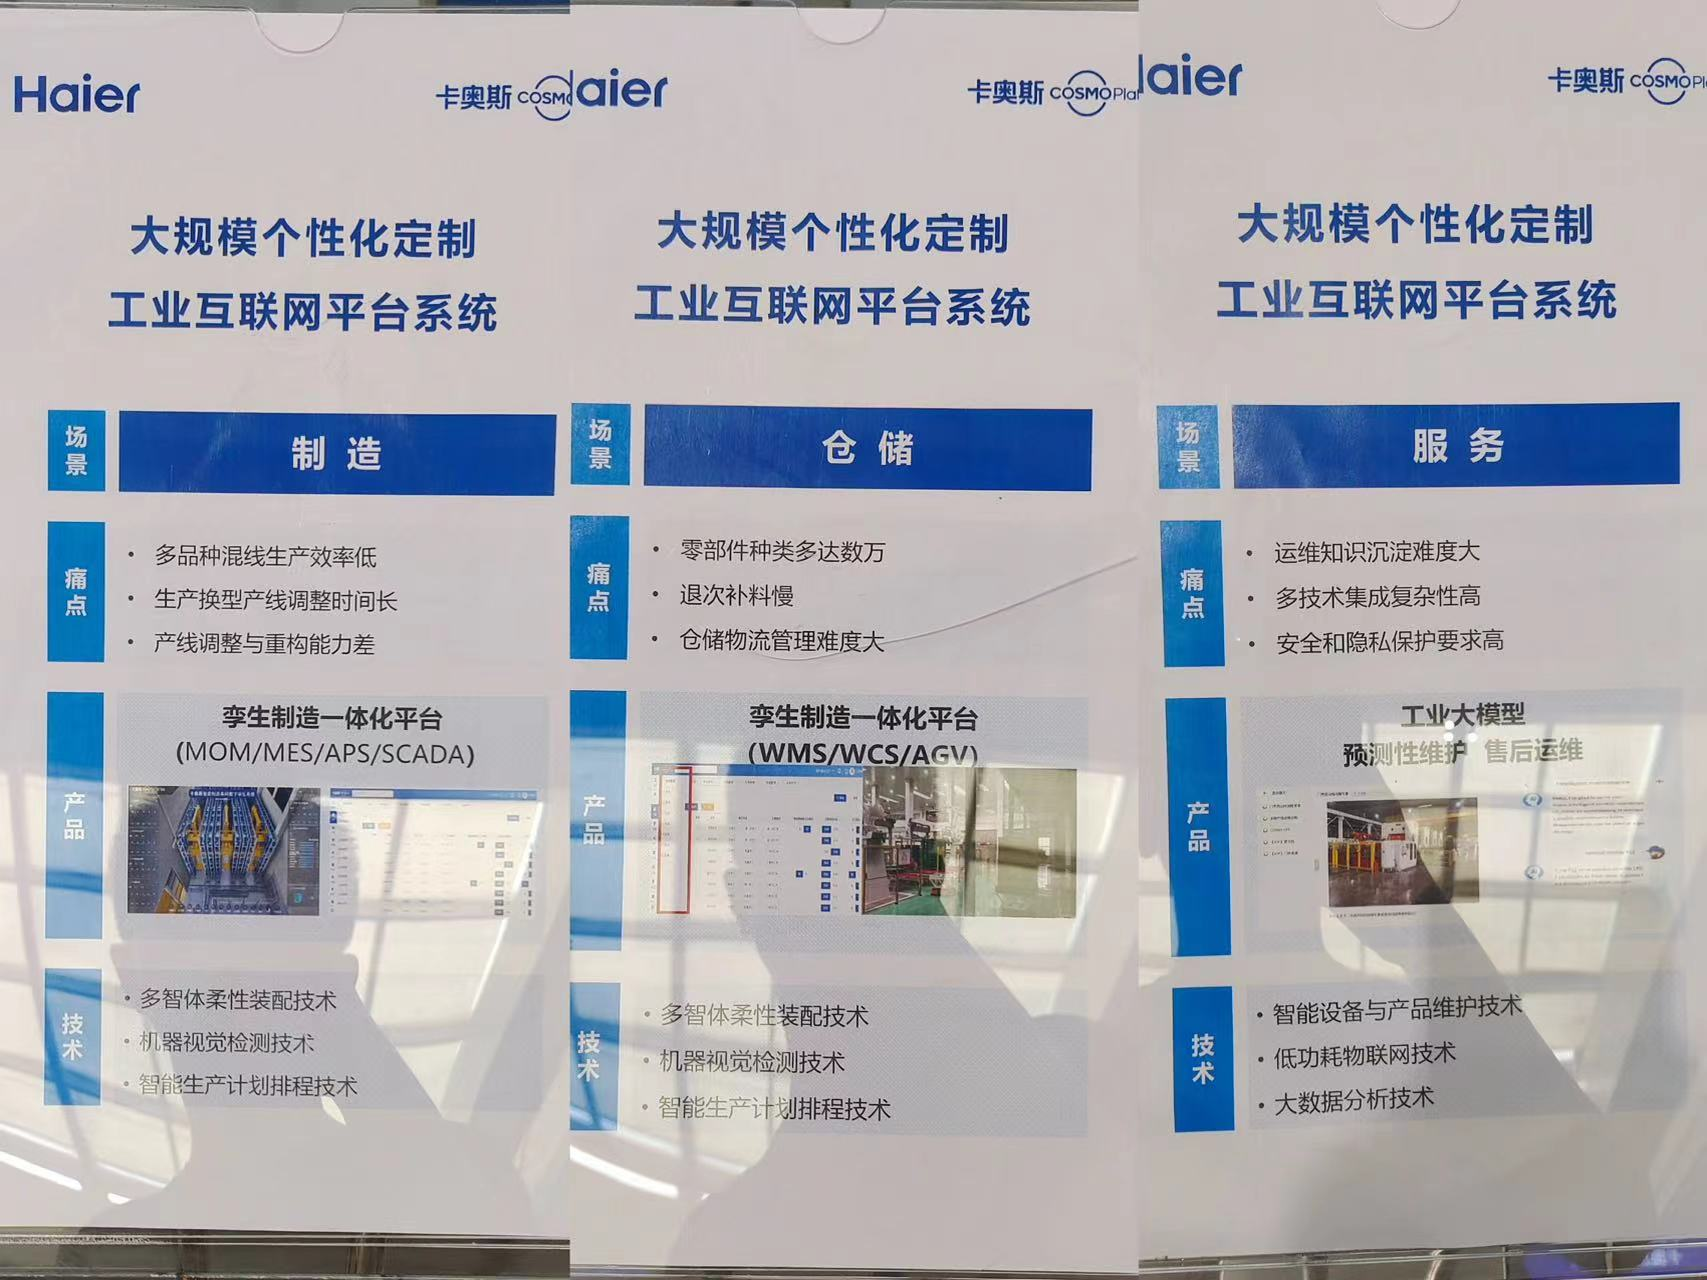 Haier
卡奥斯 COSMO
大规模个性化定制
工业互联网平台系统
场景
制造
痛点
• 多品种混线生产效率低
• 生产换型产线调整时间长
• 产线调整与重构能力差
产品
孪生制造一体化平台
(MOM/MES/APS/SCADA)
技术
• 多智体柔性装配技术
• 机器视觉检测技术
• 智能生产计划排程技术
aier
卡奥斯 COSMOPlat
大规模个性化定制
工业互联网平台系统
场景
仓储
痛点
• 零部件种类多达数万
• 退次补料慢
• 仓储物流管理难度大
产品
孪生制造一体化平台
(WMS/WCS/AGV)
技术
• 多智体柔性装配技术
• 机器视觉检测技术
• 智能生产计划排程技术
aier
卡奥斯 COSMOPl
大规模个性化定制
工业互联网平台系统
场景
服务
痛点
• 运维知识沉淀难度大
• 多技术集成复杂性高
• 安全和隐私保护要求高
产品
工业大模型
预测性维护 售后运维
技术
• 智能设备与产品维护技术
• 低功耗物联网技术
• 大数据分析技术